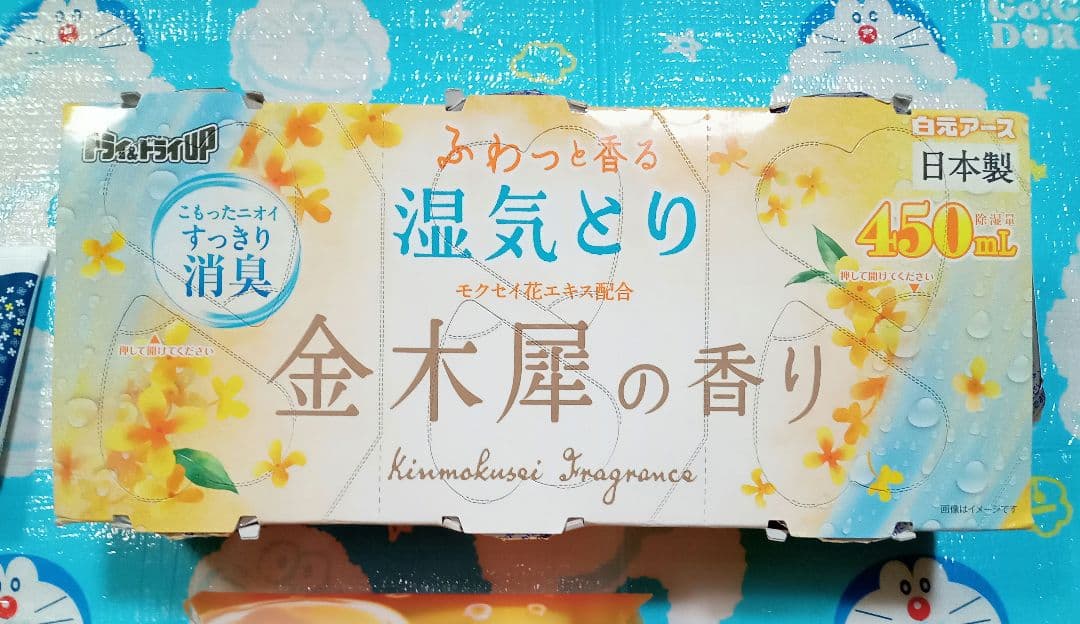 Go!G
DOR
ドライ&ドライUP
白元アース
日本製
ふわっと香る
湿気とり
こもったニオイ
すっきり
消臭
除湿量
450mL
押して開けてください
モクセイ花エキス配合
押して開けてください
金木犀の香り
Kinmokusei Fragrance
画像はイメージです